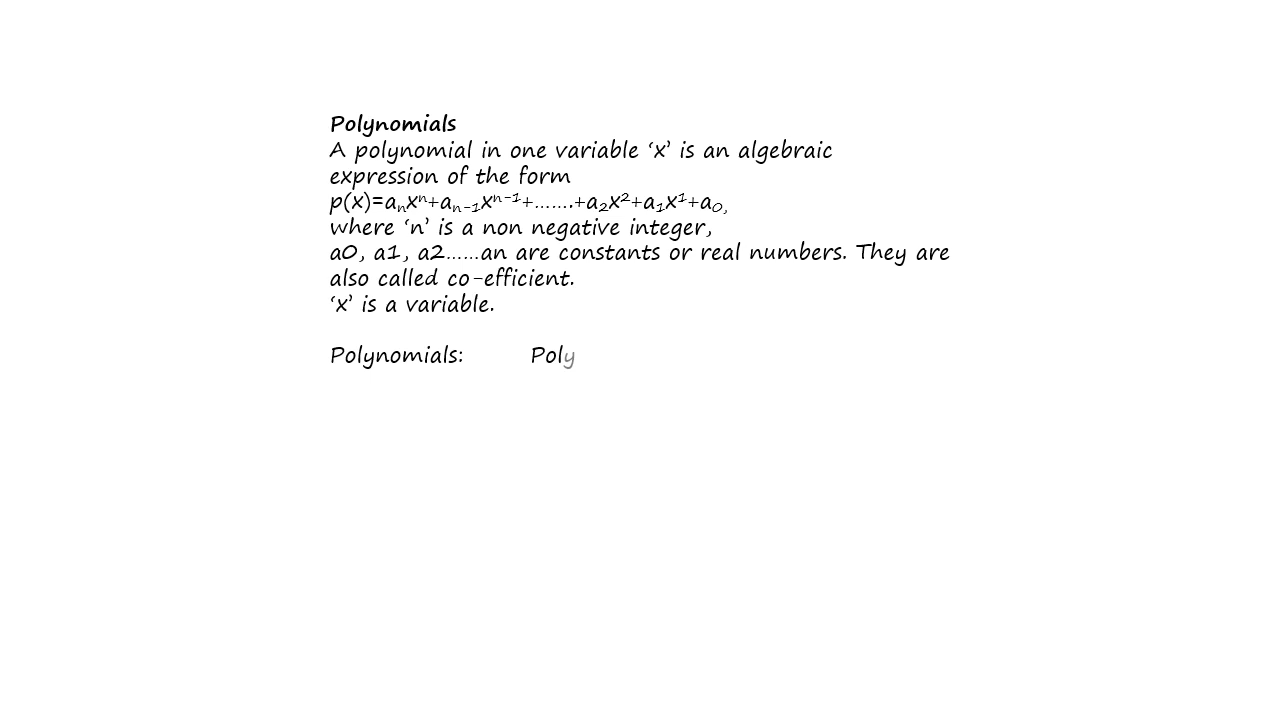 Polynomials
A polynomial in one variable ‘x’ is an algebraic
expression of the form
p(x)=aₙxⁿ+aₙ₋₁xⁿ⁻¹+.......+a₂x²+a₁x¹+a₀,
where ‘n’ is a non negative integer,
a0, a1, a2......an are constants or real numbers. They are
also called co-efficient.
‘x’ is a variable.
Polynomials: Poly